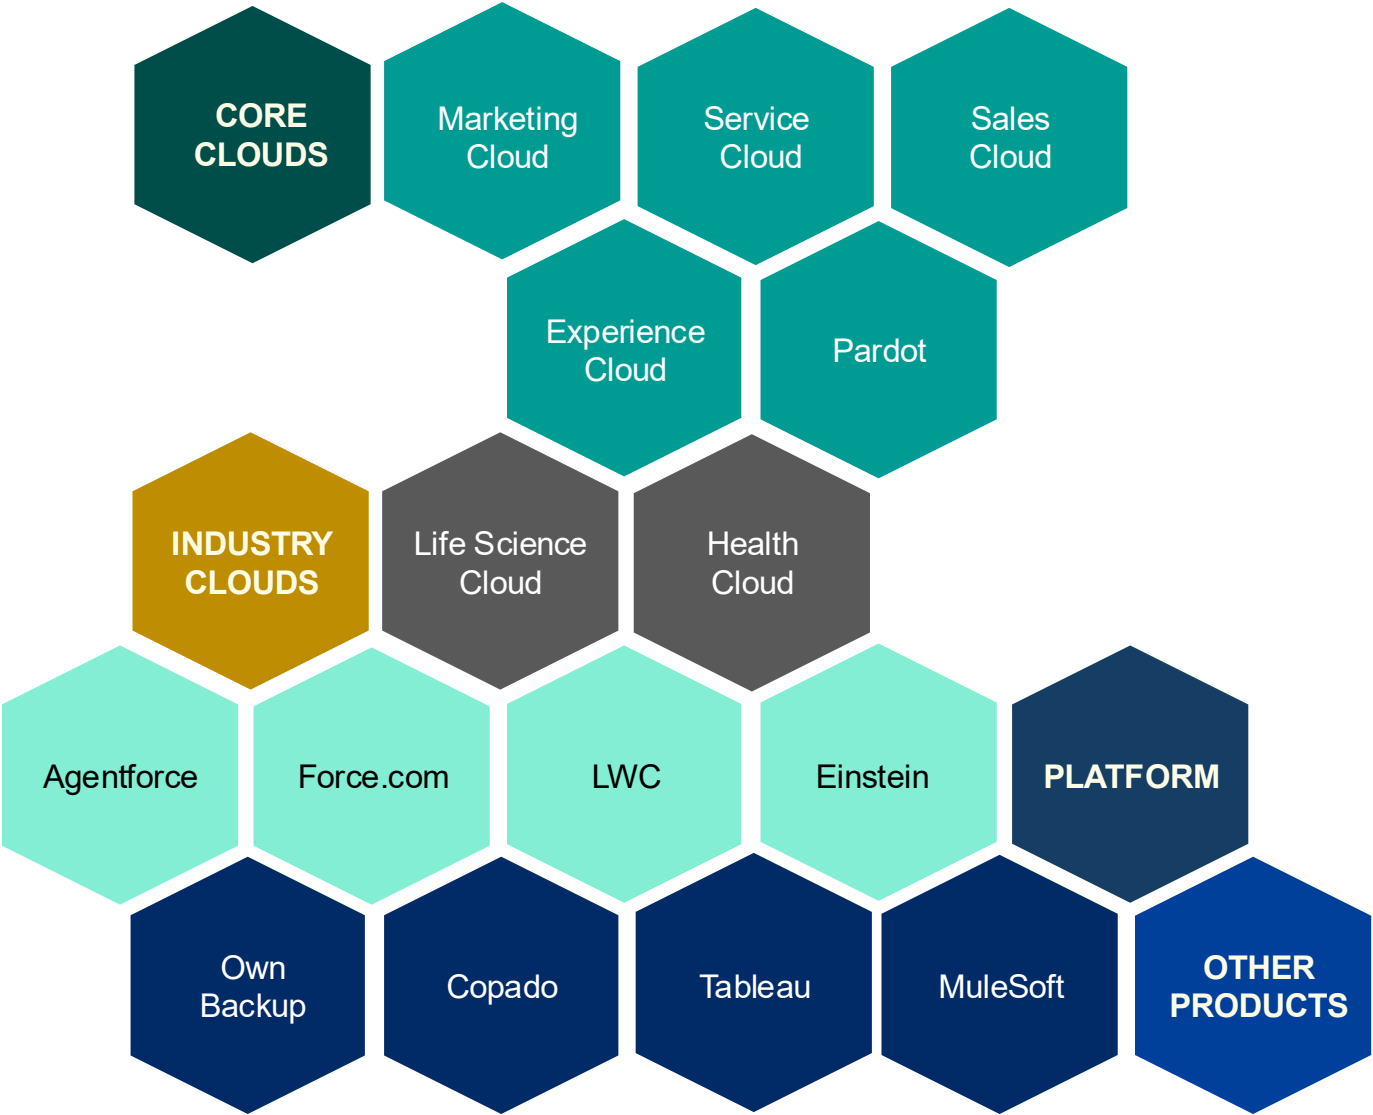 CORE
CLOUDS
Marketing
Cloud
Service
Cloud
Sales
Cloud
Experience
Cloud
Pardot
INDUSTRY
CLOUDS
Life Science
Cloud
Health
Cloud
Agentforce
Force.com
LWC
Einstein
PLATFORM
Own
Backup
Copado
Tableau
MuleSoft
OTHER
PRODUCTS